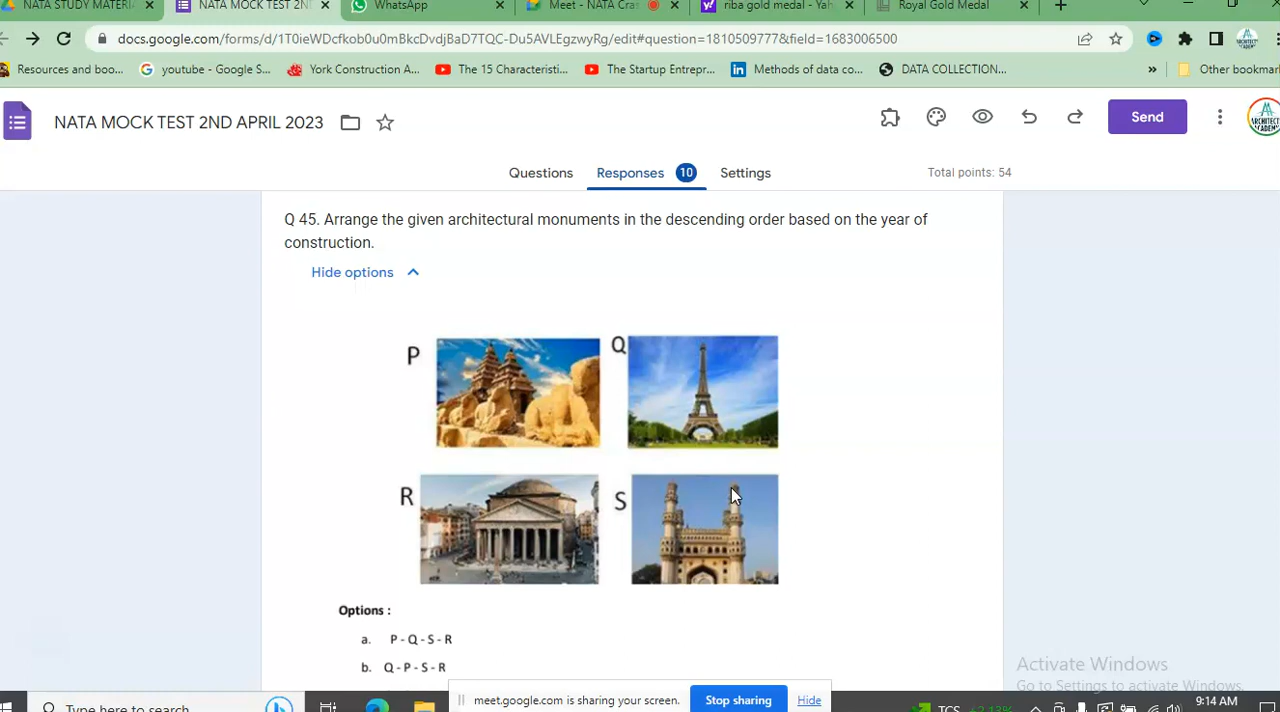 NATA STUDY MATERI
NATA MOCK TEST 2N
WhatsApp
Meet - NATA Cras
riba gold medal - Yah
Royal Gold Medal
docs.google.com/forms/d/1T0ieWDcfkob0u0mBkcDvdjBaD7TQC-Du5AVLEgzwyRg/edit#question=1810509777&field=1683006500
Resources and boo...
youtube - Google S...
York Construction A...
The 15 Characteristi...
The Startup Entrepr...
Methods of data co...
DATA COLLECTION...
»
Other bookmar
NATA MOCK TEST 2ND APRIL 2023
Send
Questions
Responses 10
Settings
Total points: 54
Q 45. Arrange the given architectural monuments in the descending order based on the year of
construction.
Hide options
P
Q
R
S
Options :
a. P - Q - S - R
b. Q - P - S - R
Activate Windows
Go to Settings to activate Windows.
meet.google.com is sharing your screen.
Stop sharing
Hide
Type here to search
TCS +2.13%
9:14 AM